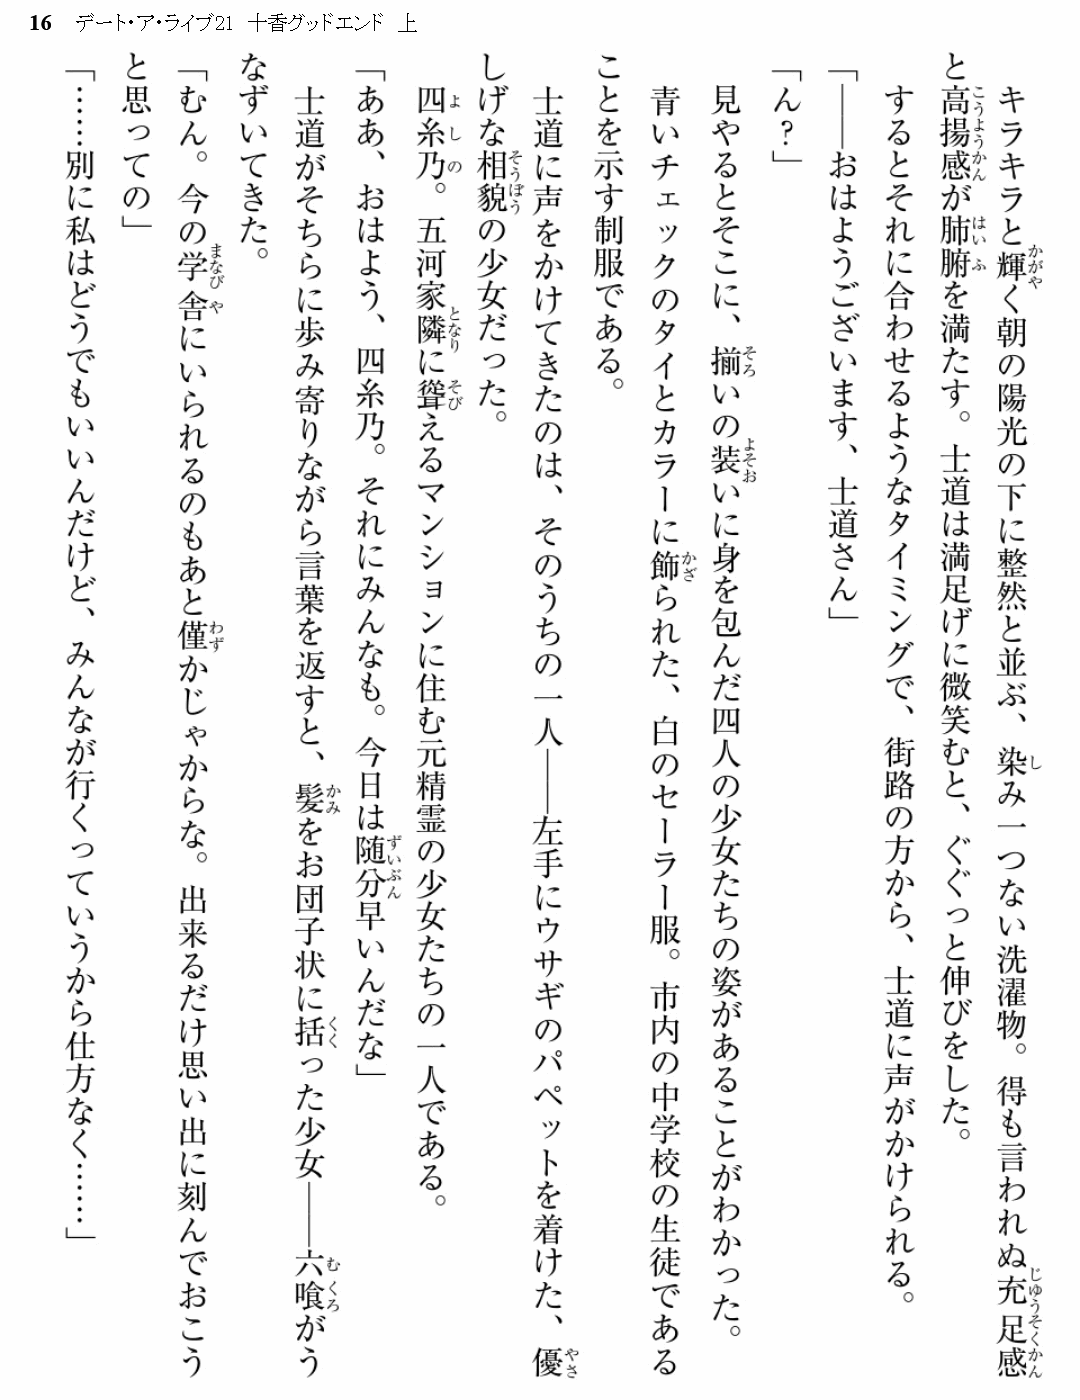 16 デート・ア・ライブ21 十香グッドエンド 上
キラキラと輝く朝の陽光の下に整然と並ぶ、染み一つない洗濯物。得も言われぬ充足感
と高揚感が肺腑を満たす。士道は満足げに微笑むと、ぐぐっと伸びをした。
するとそれに合わせるようなタイミングで、街路の方から、士道に声がかけられる。
「――おはようございます、士道さん」
「ん?」
見やるとそこに、揃いの装いに身を包んだ四人の少女たちの姿があることがわかった。
青いチェックのタイとカラーに飾られた、白のセーラー服。市内の中学校の生徒である
ことを示す制服である。
士道に声をかけてきたのは、そのうちの一人――左手にウサギのパペットを着けた、優
しげな相貌の少女だった。
四糸乃。五河家隣に聳えるマンションに住む元精霊の少女たちの一人である。
「ああ、おはよう、四糸乃。それにみんなも。今日は随分早いんだな」
士道がそちらに歩み寄りながら言葉を返すと、髪をお団子状に括った少女――六喰がう
なずいてきた。
「むん。今の学舎にいられるのもあと僅かじゃからな。出来るだけ思い出に刻んでおこう
と思っての」
「……別に私はどうでもいいんだけど、みんなが行くっていうから仕方なく……」